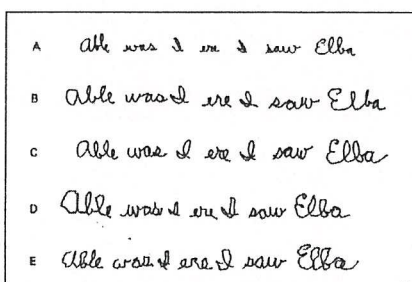 A Able was I ere I saw Elba
B Able was I ere I saw Elba
C Able was I ere I saw Elba
D Able was I ere I saw Elba
E Able was I ere I saw Elba